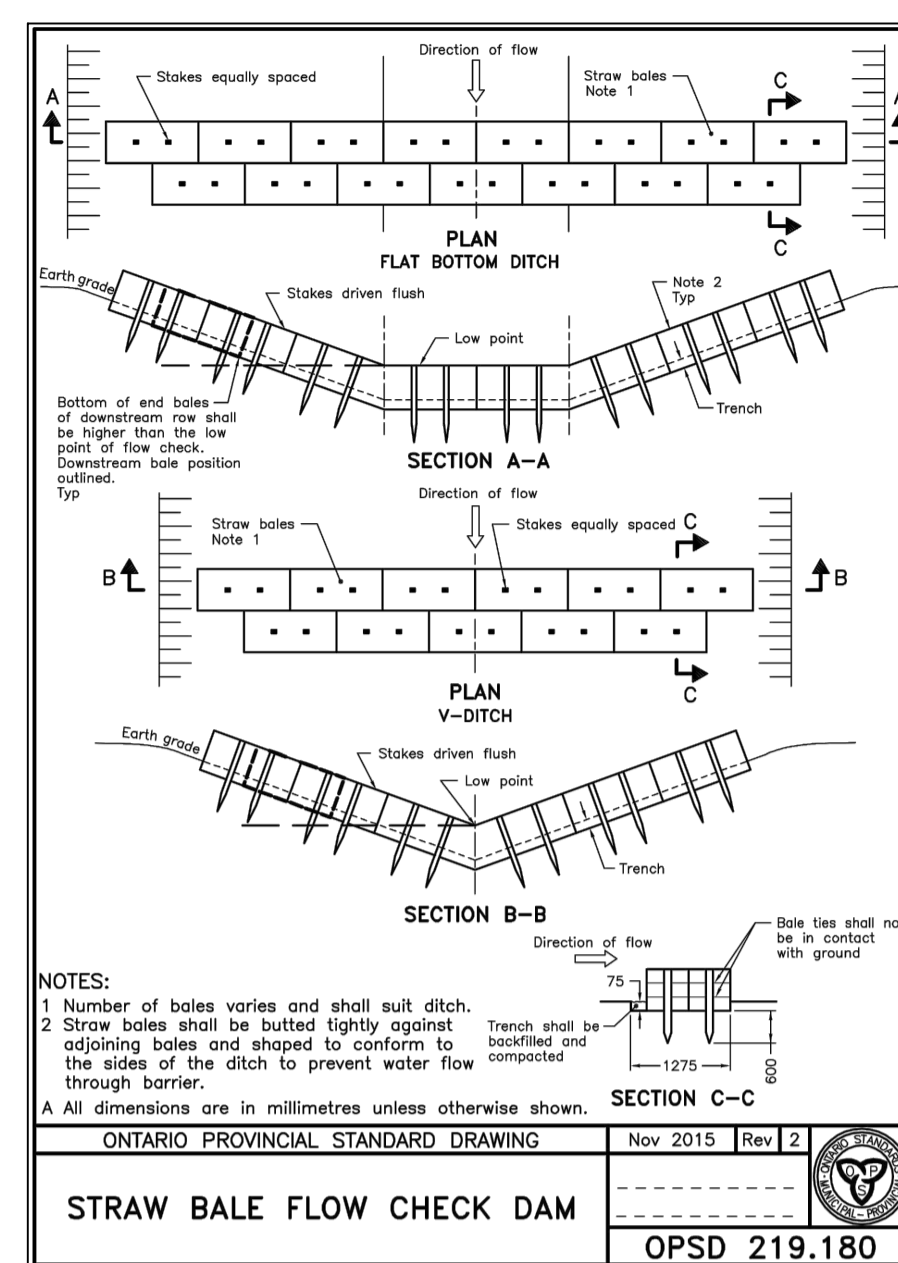 Direction of flow
Stakes equally spaced
Straw bales
Note 1
C
A
A
C
PLAN
FLAT BOTTOM DITCH
Earth grade
Stakes driven flush
Note 2
Typ
Low point
Trench
Bottom of end bales
of downstream row shall
be higher than the low
point of flow check.
Downstream bale position
outlined.
Typ
SECTION A-A
Direction of flow
Straw bales
Note 1
Stakes equally spaced
C
B
B
C
PLAN
V-DITCH
Earth grade
Stakes driven flush
Low point
Trench
SECTION B-B
Direction of flow
Bale ties shall
be in contact
with ground
75
Trench shall be
backfilled and
compacted
1275
600
SECTION C-C
NOTES:
1 Number of bales varies and shall suit ditch.
2 Straw bales shall be butted tightly against
adjoining bales and shaped to conform to
the sides of the ditch to prevent water flow
through barrier.
A All dimensions are in millimetres unless otherwise shown.
ONTARIO PROVINCIAL STANDARD DRAWING
Nov 2015 Rev 2
STRAW BALE FLOW CHECK DAM
ONTARIO
MUNICIPAL - PROVINCIAL
O P S
OPSD 219.180